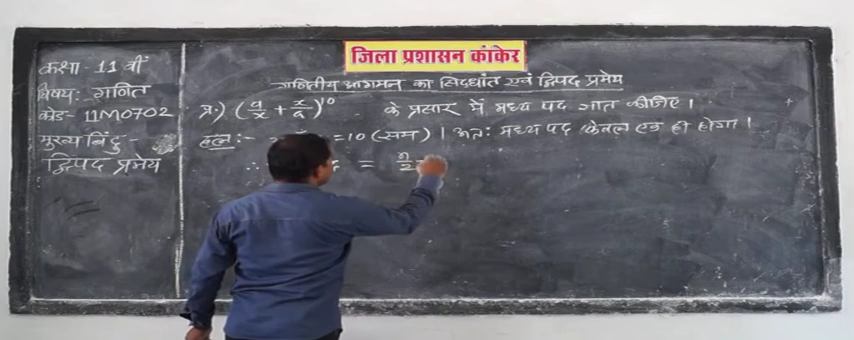 जिला प्रशासन कांकेर
कक्षा - 11 वीं
विषय: गणित
कोड- 11M0702
मुख्य बिंदु -
द्विपद प्रमेय
गणितीय आगमन का सिद्धांत एवं द्विपद प्रमेय
प्र:) (a/x + x/a)^10 के प्रसार में मध्य पद ज्ञात कीजिए।
हल:- = 10 (सम) । अत: मध्य पद केवल एक ही होगा।
∴ = n/2